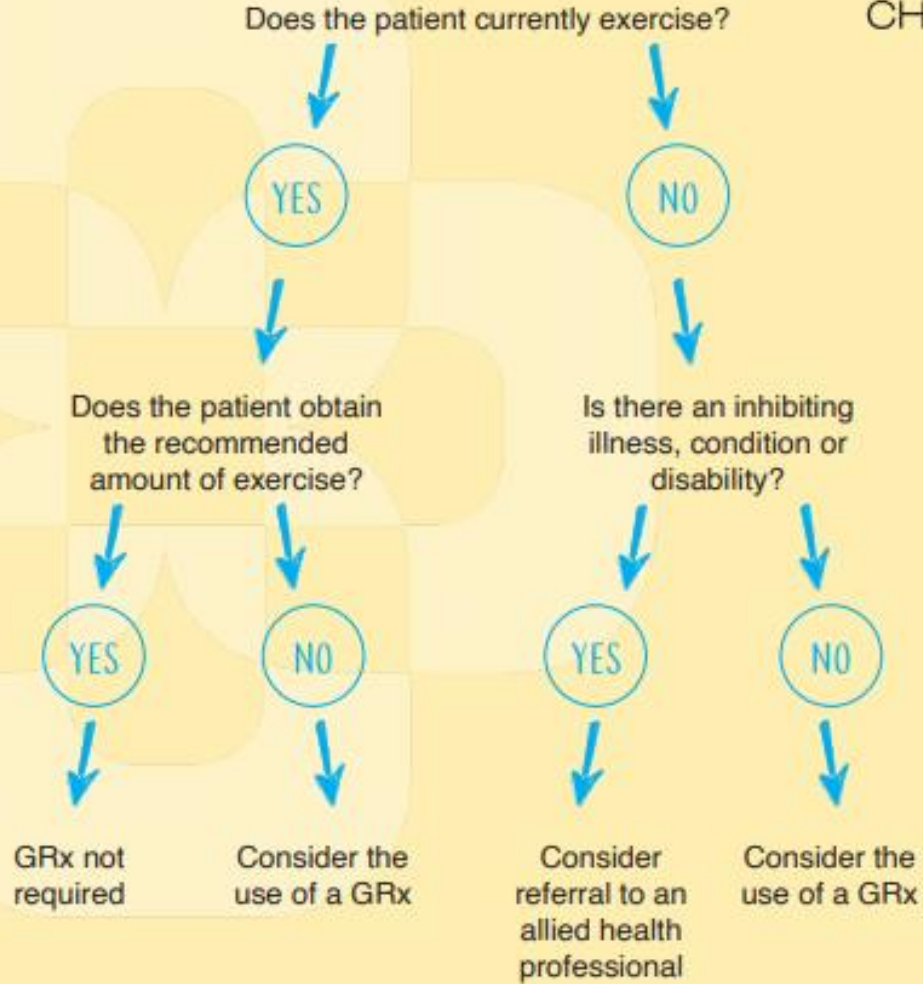 Does the patient currently exercise?
CH
YES
NO
Does the patient obtain
the recommended
amount of exercise?
Is there an inhibiting
illness, condition or
disability?
YES
NO
YES
NO
GRx not
required
Consider the
use of a GRx
Consider
referral to an
allied health
professional
Consider the
use of a GRx